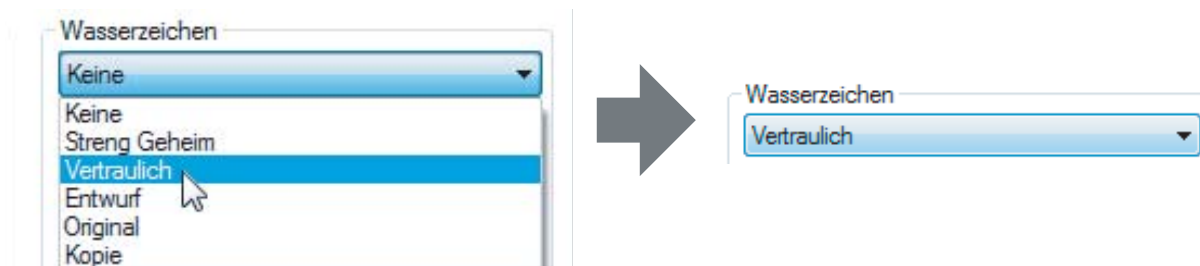 Wasserzeichen
Keine
Keine
Streng Geheim
Vertraulich
Entwurf
Original
Kopie
Wasserzeichen
Vertraulich